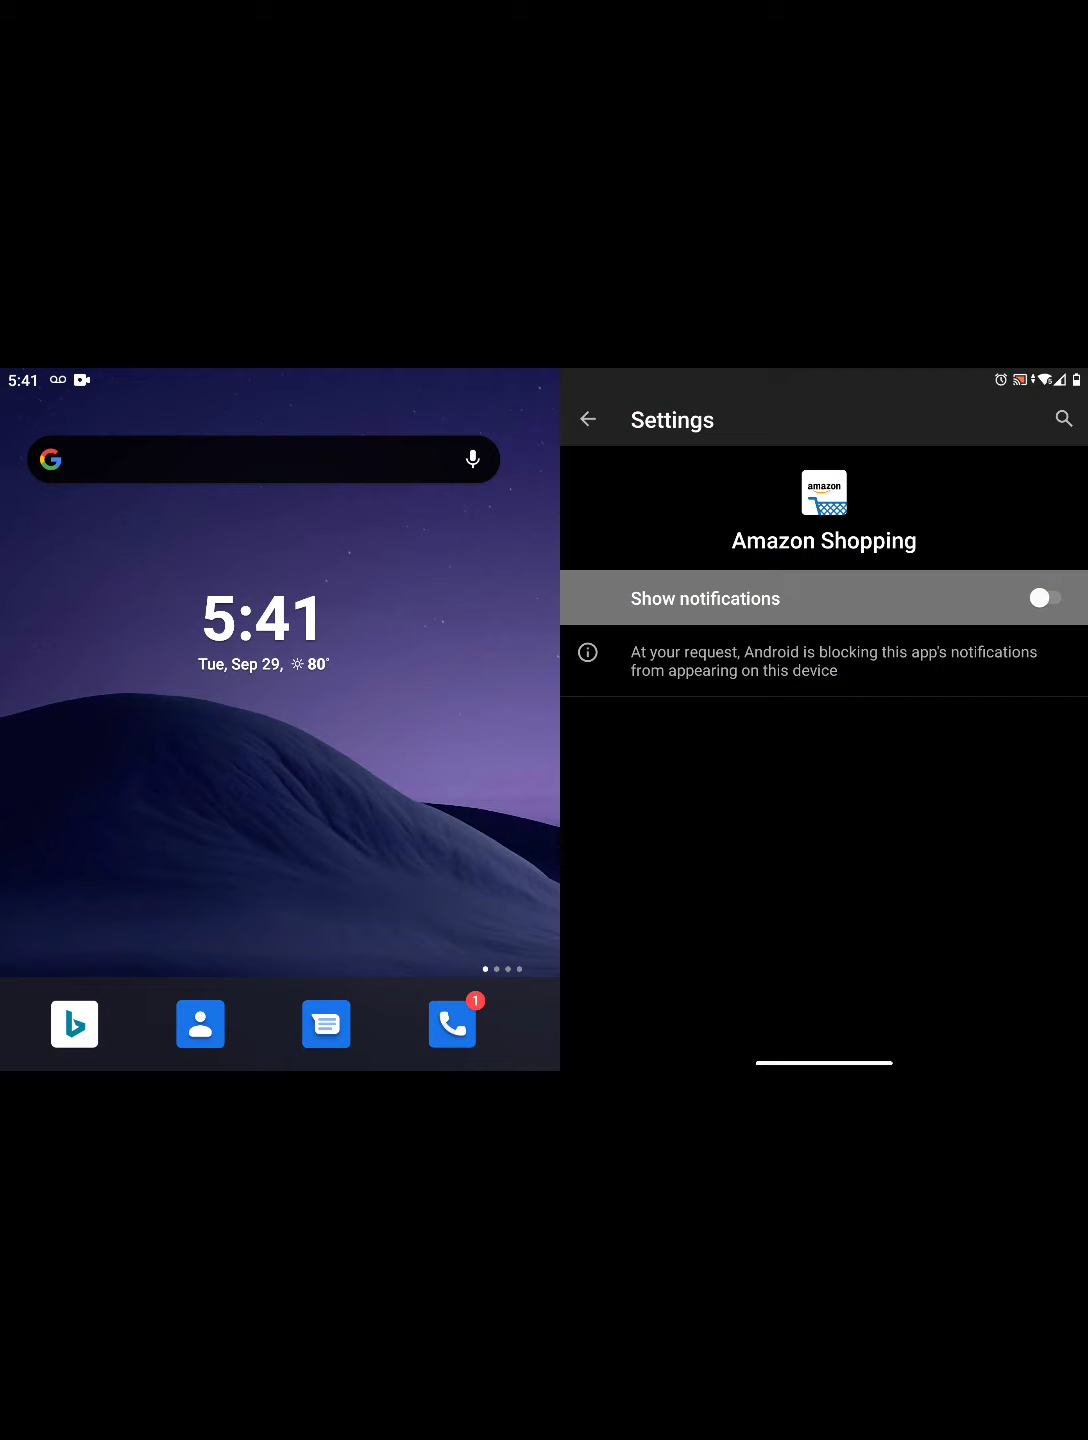 5:41
5:41
Tue, Sep 29, 80°
1
Settings
amazon
Amazon Shopping
Show notifications
At your request, Android is blocking this app's notifications
from appearing on this device